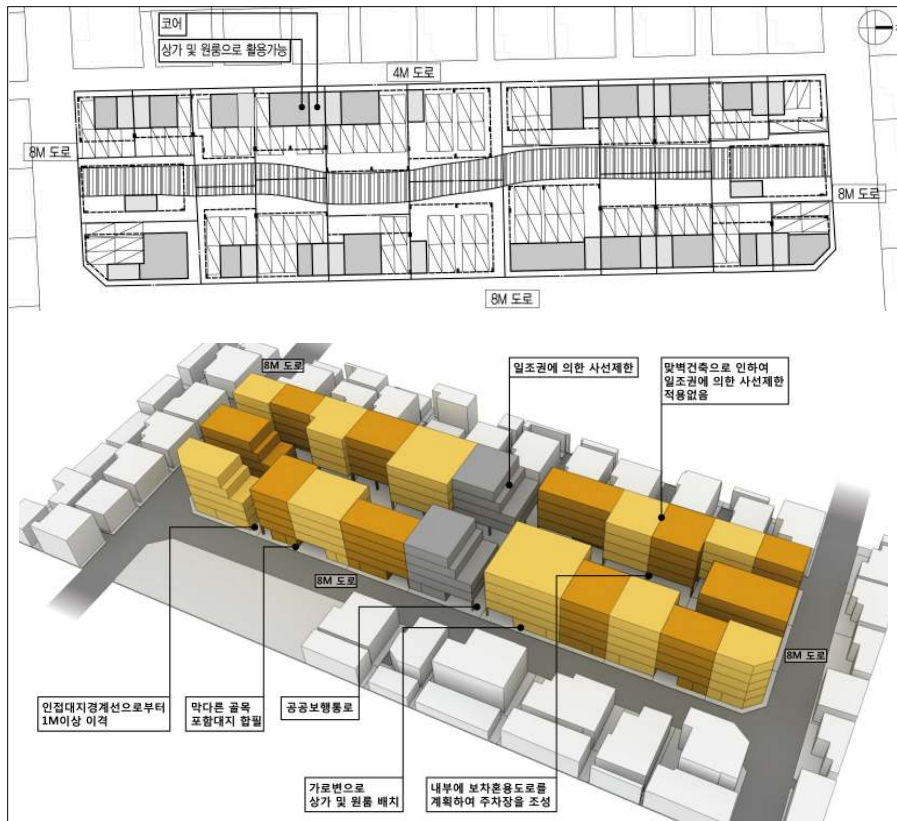 코어
상가 및 원룸으로 활용가능
4M 도로
8M 도로
8M 도로
8M 도로
8M 도로
일조권에 의한 사선제한
맞벽건축으로 인하여
일조권에 의한 사선제한
적용없음
8M 도로
8M 도로
인접대지경계선으로부터
1M이상 이격
막다른 골목
포함대지 합필
공공보행통로
가로변으로
상가 및 원룸 배치
내부에 보차혼용도로를
계획하여 주차장을 조성